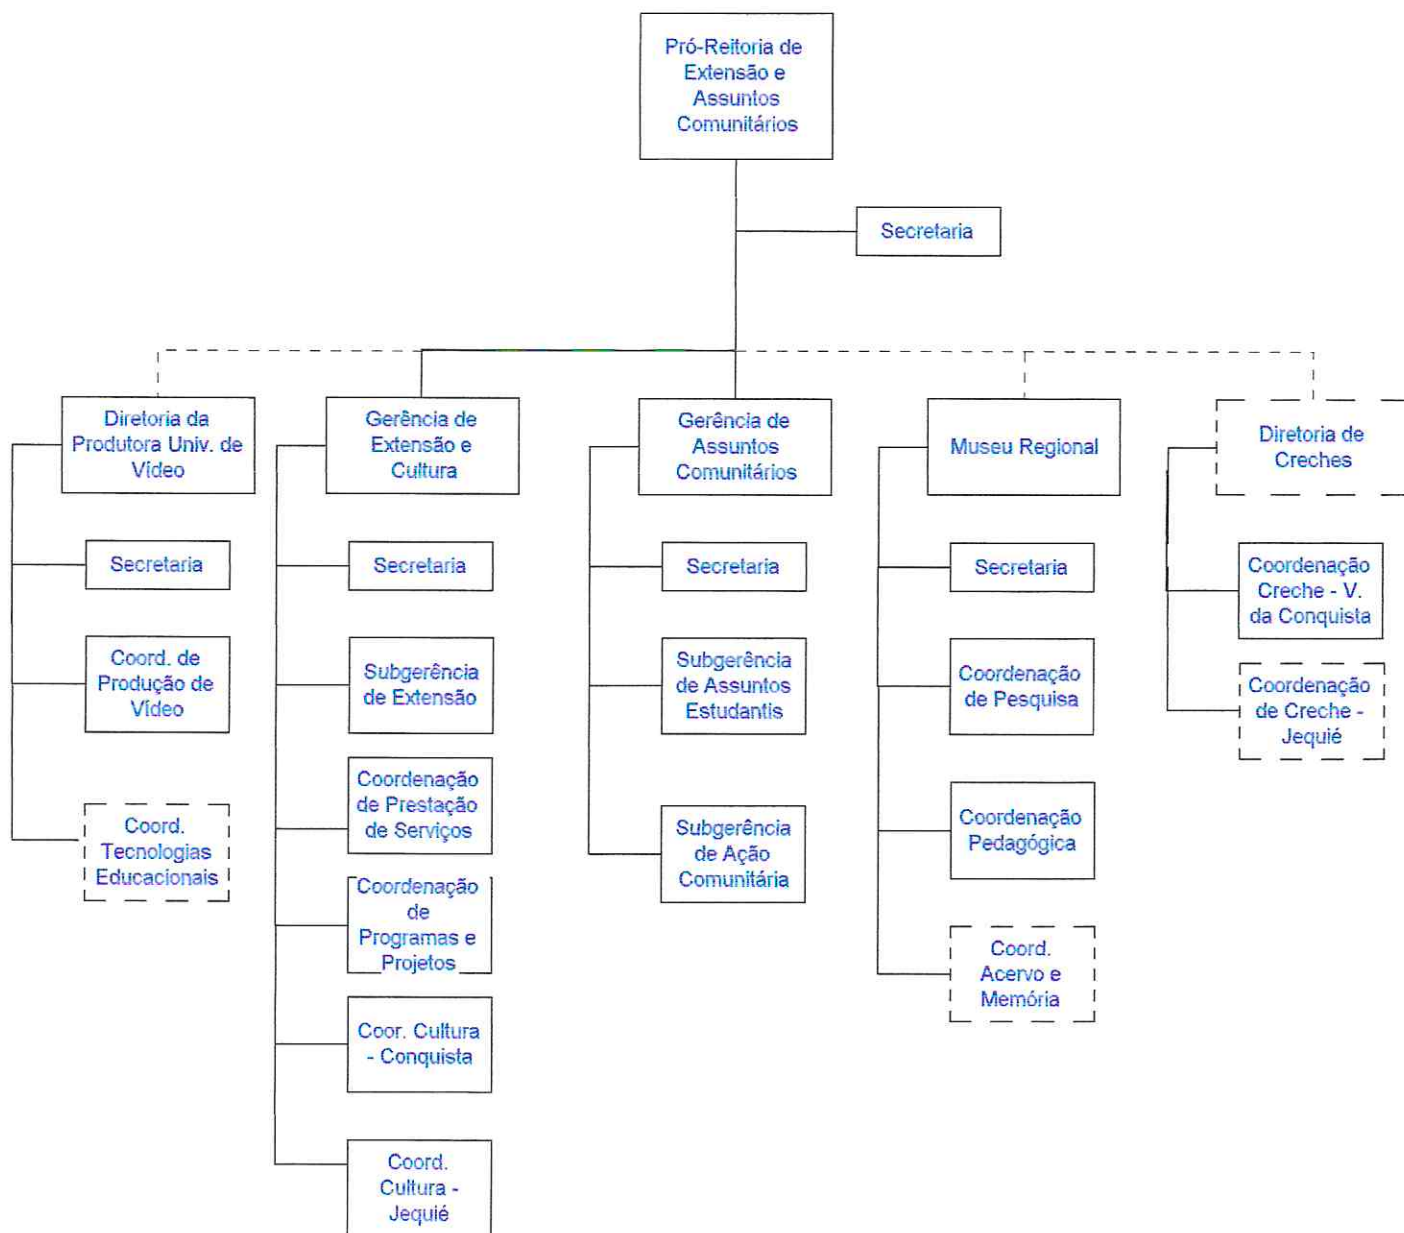 Pró-Reitoria de
Extensão e
Assuntos
Comunitários
Secretaria
Diretoria da
Produtora Univ. de
Vídeo
Secretaria
Coord. de
Produção de
Vídeo
Coord.
Tecnologias
Educacionais
Gerência de
Extensão e
Cultura
Secretaria
Subgerência
de Extensão
Coordenação
de Prestação
de Serviços
Coordenação
de
Programas e
Projetos
Coor. Cultura
- Conquista
Coord.
Cultura -
Jequié
Gerência de
Assuntos
Comunitários
Secretaria
Subgerência
de Assuntos
Estudantis
Subgerência
de Ação
Comunitária
Museu Regional
Secretaria
Coordenação
de Pesquisa
Coordenação
Pedagógica
Coord.
Acervo e
Memória
Diretoria de
Creches
Coordenação
Creche - V.
da Conquista
Coordenação
de Creche -
Jequié